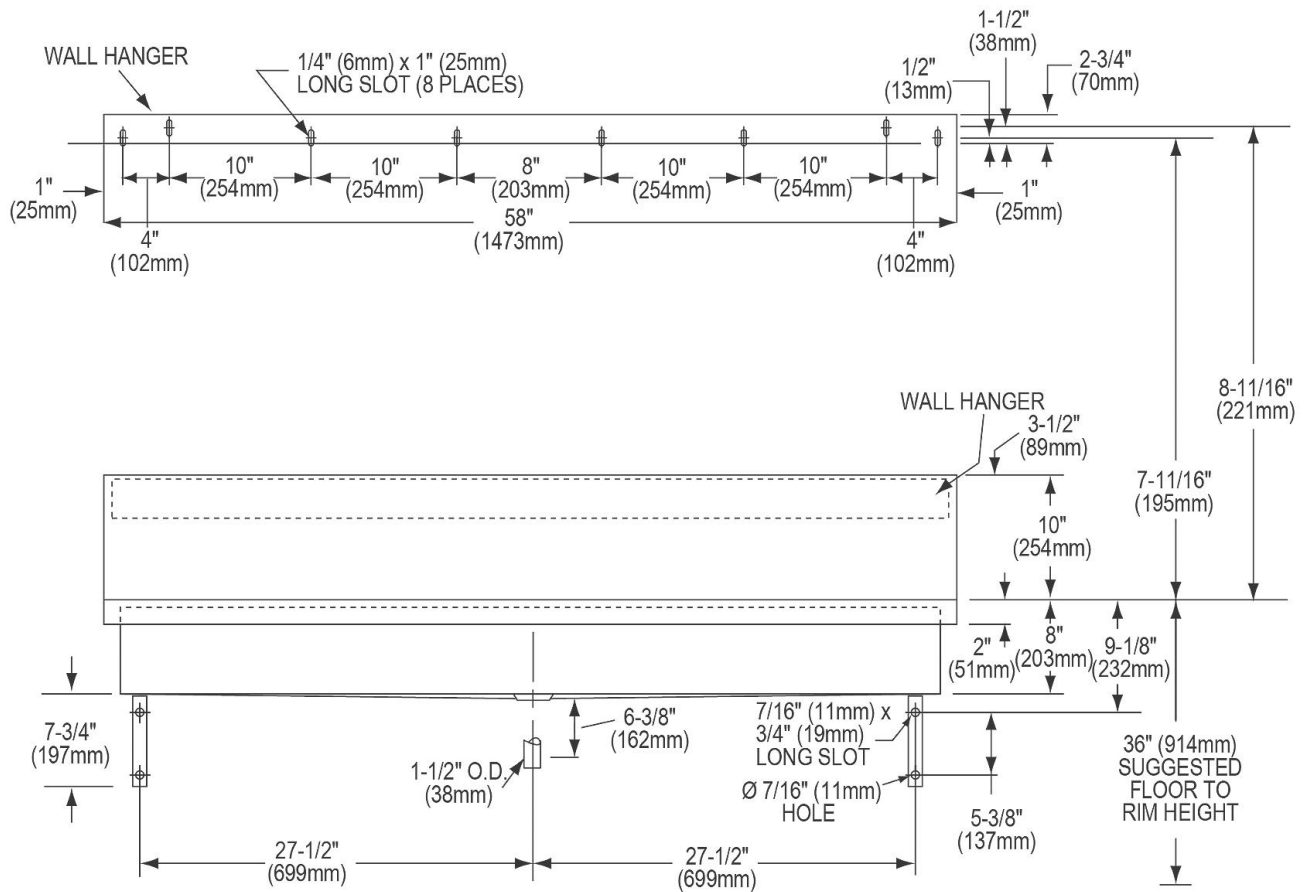 WALL HANGER
1/4" (6mm) x 1" (25mm)
LONG SLOT (8 PLACES)
1-1/2"
(38mm)
1/2"
(13mm)
2-3/4"
(70mm)
1"
(25mm)
10"
(254mm)
10"
(254mm)
8"
(203mm)
10"
(254mm)
10"
(254mm)
1"
(25mm)
4"
(102mm)
58"
(1473mm)
4"
(102mm)
8-11/16"
(221mm)
7-11/16"
(195mm)
WALL HANGER
3-1/2"
(89mm)
10"
(254mm)
2"
(51mm)
8"
(203mm)
9-1/8"
(232mm)
7-3/4"
(197mm)
6-3/8"
(162mm)
1-1/2" O.D.
(38mm)
7/16" (11mm) x
3/4" (19mm)
LONG SLOT
Ø 7/16" (11mm)
HOLE
5-3/8"
(137mm)
36" (914mm)
SUGGESTED
FLOOR TO
RIM HEIGHT
27-1/2"
(699mm)
27-1/2"
(699mm)